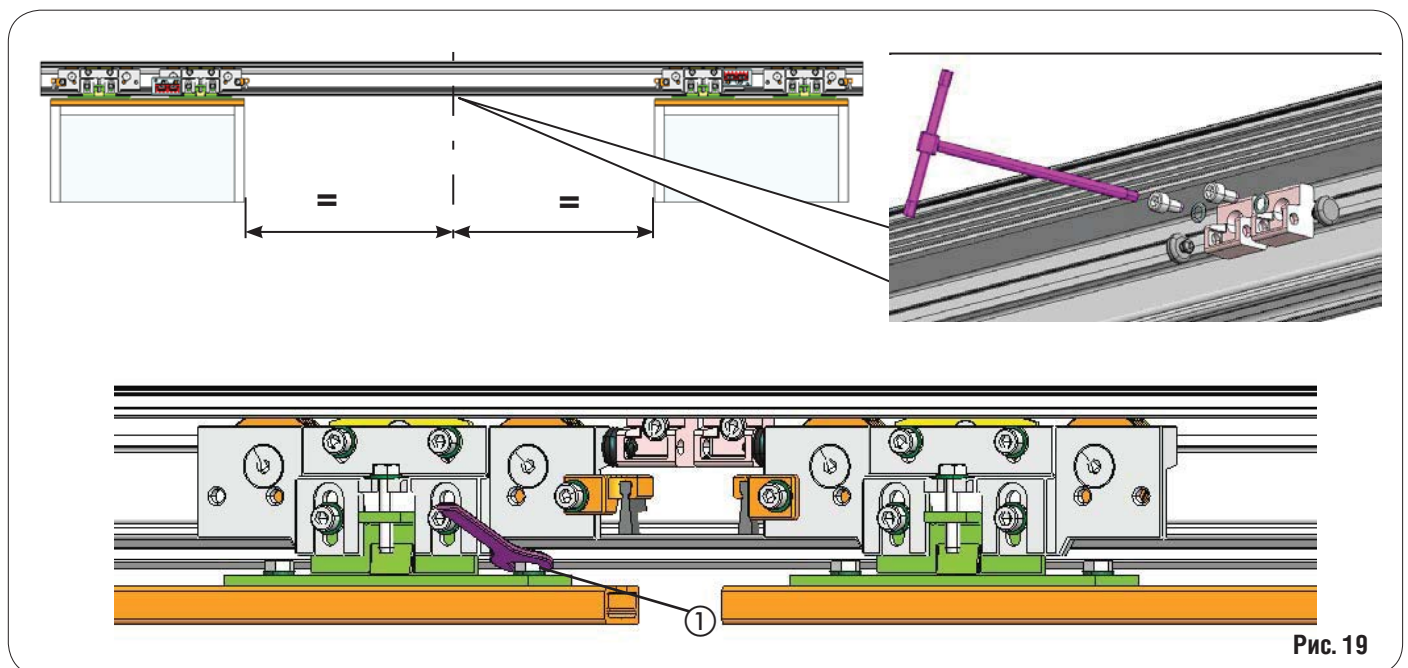 = =
①
Рис. 19